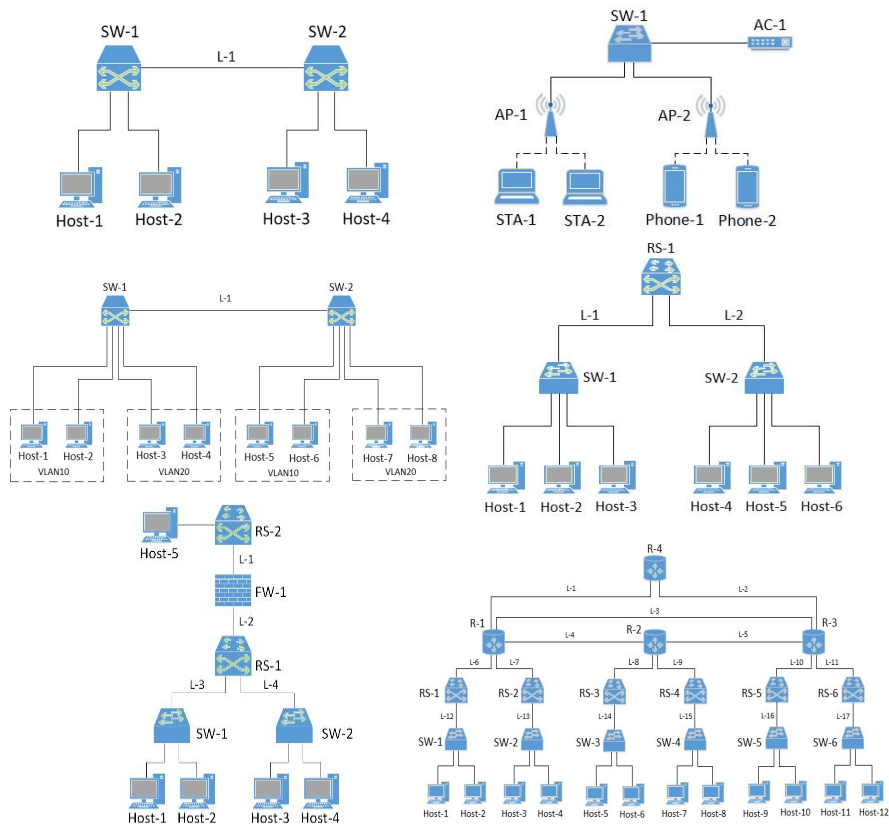 SW-1 SW-2
L-1
Host-1 Host-2 Host-3 Host-4
SW-1 AC-1
AP-1 AP-2
STA-1 STA-2 Phone-1 Phone-2
SW-1 SW-2
L-1
Host-1 Host-2 Host-3 Host-4 Host-5 Host-6 Host-7 Host-8
VLAN10 VLAN20 VLAN10 VLAN20
RS-1
L-1 L-2
SW-1 SW-2
Host-1 Host-2 Host-3 Host-4 Host-5 Host-6
RS-2
Host-5
L-1
FW-1
L-2
RS-1
L-3 L-4
SW-1 SW-2
Host-1 Host-2 Host-3 Host-4
R-4
L-1 L-2
L-3
R-1 R-2 R-3
L-4 L-5
L-6 L-7 L-8 L-9 L-10 L-11
RS-1 RS-2 RS-3 RS-4 RS-5 RS-6
L-12 L-13 L-14 L-15 L-16 L-17
SW-1 SW-2 SW-3 SW-4 SW-5 SW-6
Host-1 Host-2 Host-3 Host-4 Host-5 Host-6 Host-7 Host-8 Host-9 Host-10 Host-11 Host-12